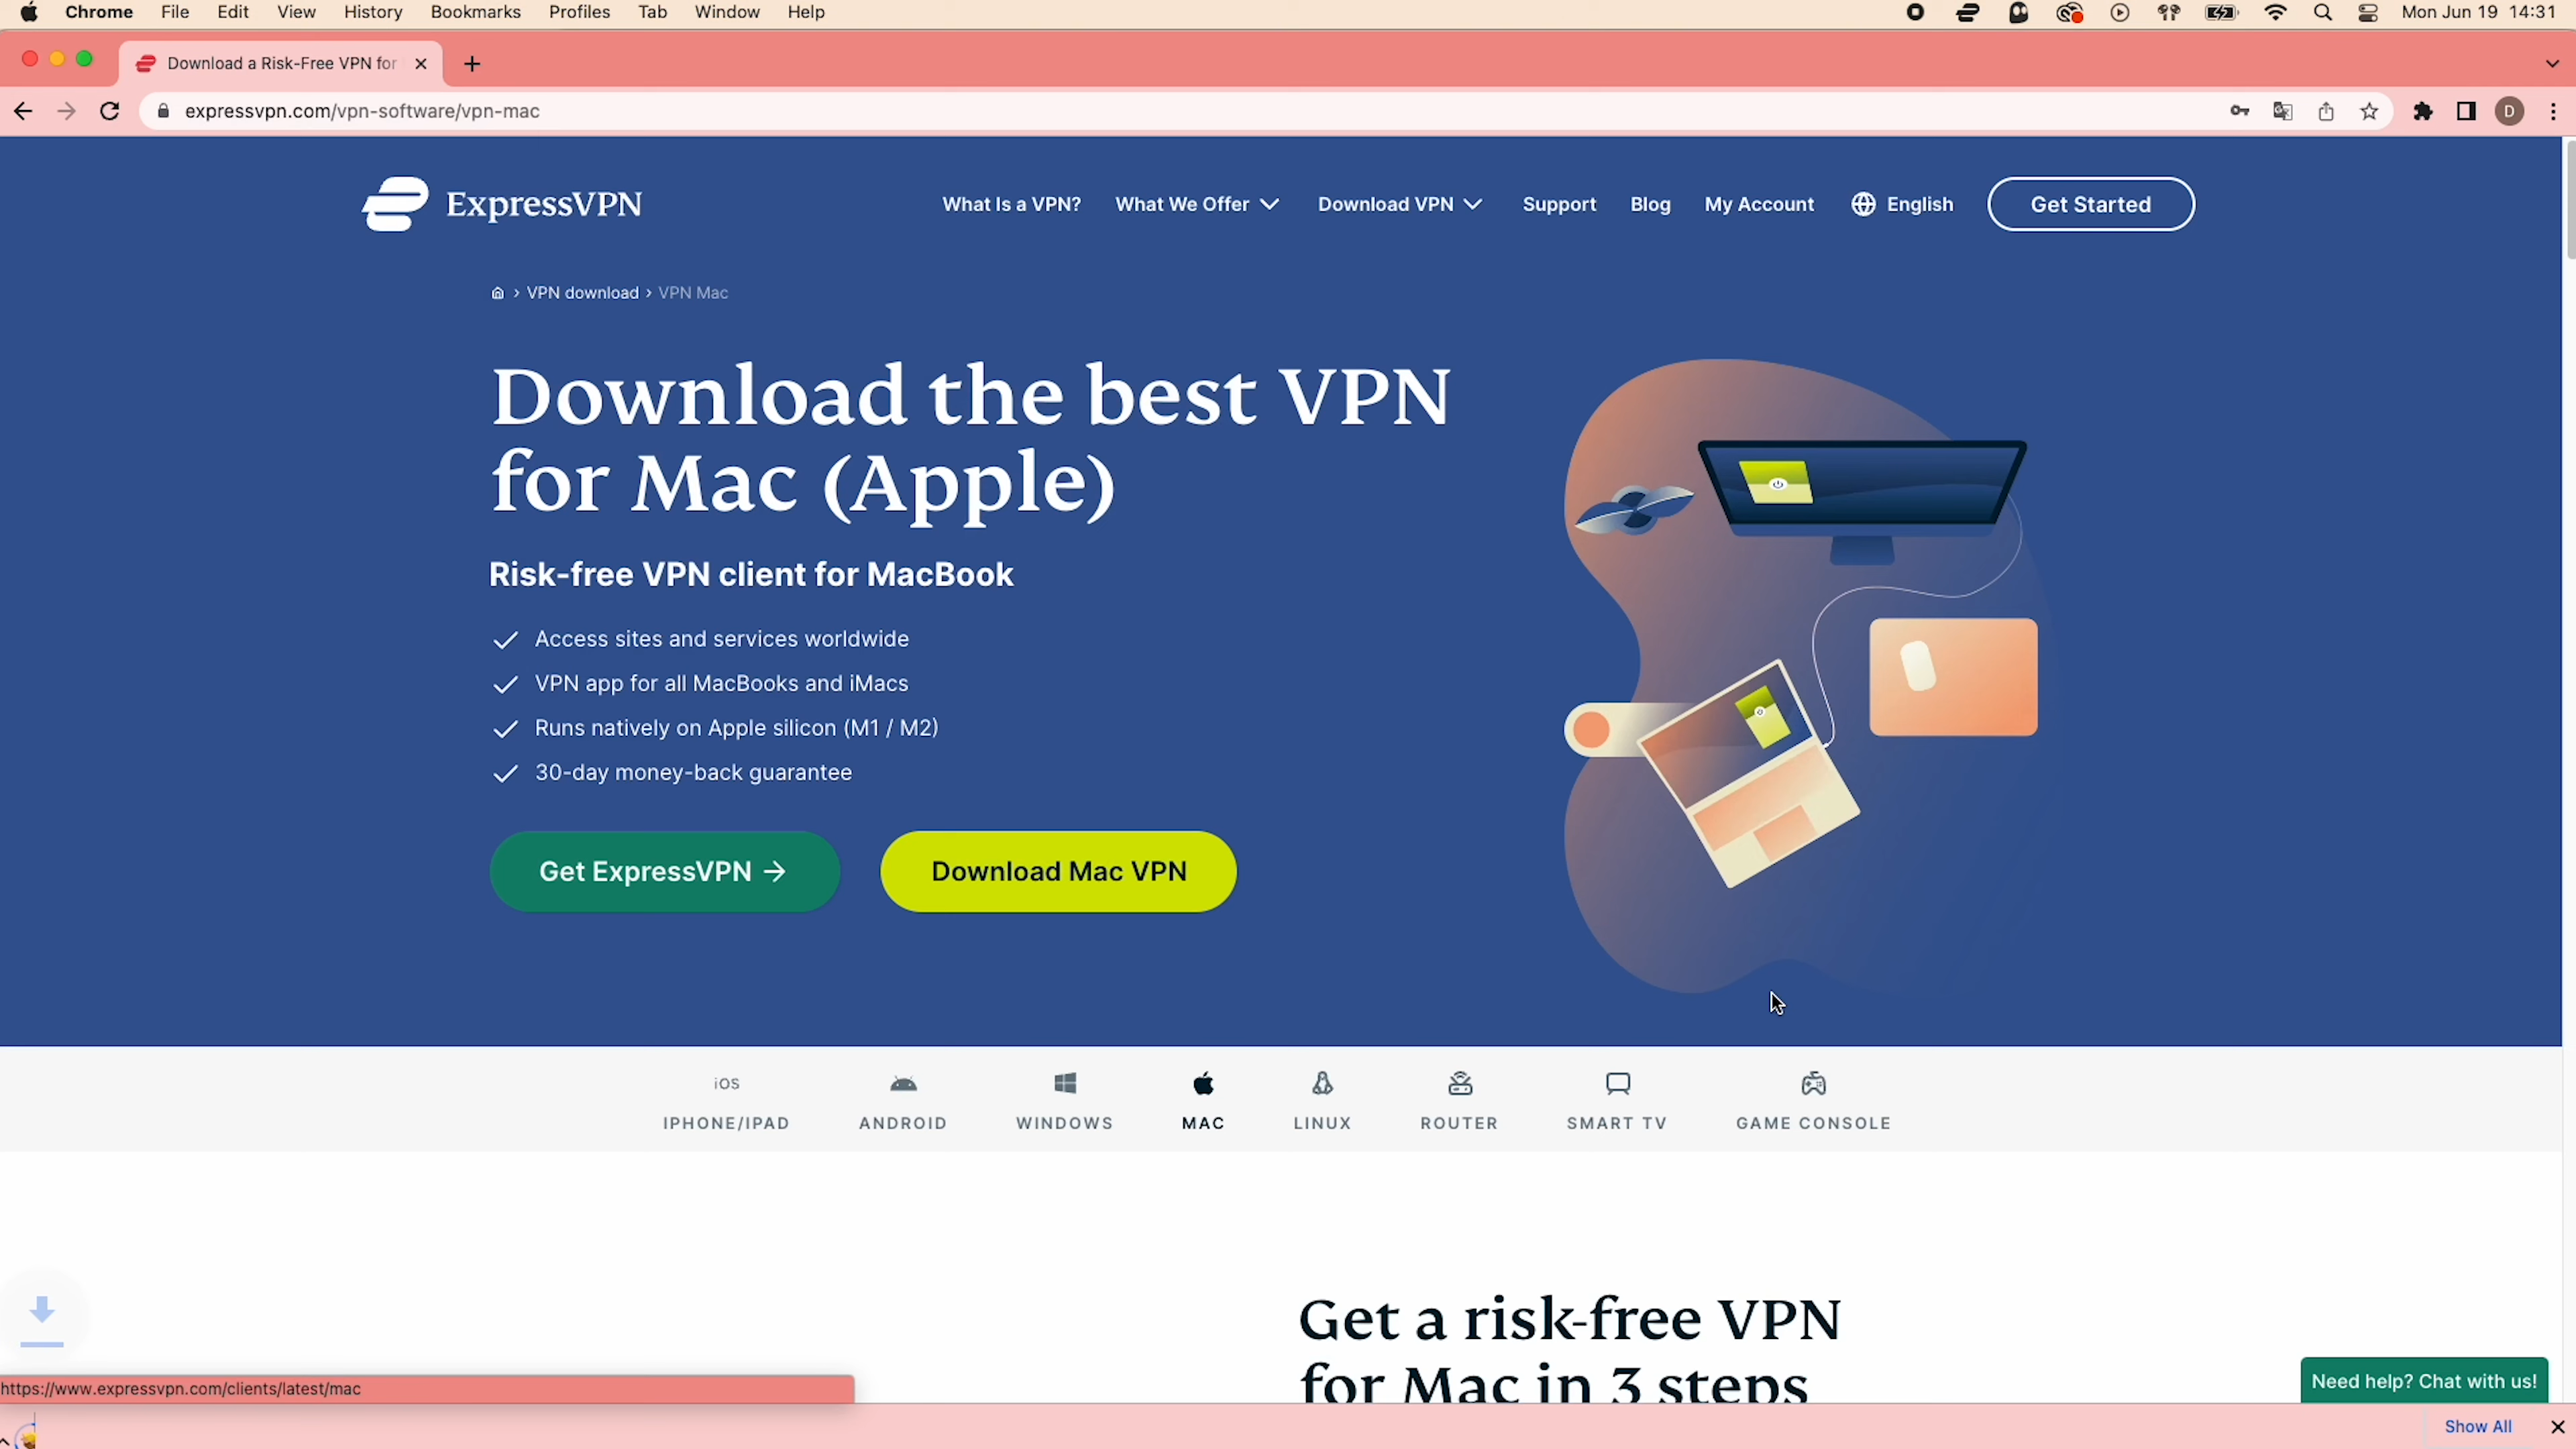 Chrome File Edit View History Bookmarks Profiles Tab Window Help Mon Jun 19 14:31
Download a Risk-Free VPN for
expressvpn.com/vpn-software/vpn-mac D
ExpressVPN What Is a VPN? What We Offer Download VPN Support Blog My Account English Get Started
VPN download › VPN Mac
Download the best VPN
for Mac (Apple)
Risk-free VPN client for MacBook
Access sites and services worldwide
VPN app for all MacBooks and iMacs
Runs natively on Apple silicon (M1 / M2)
30-day money-back guarantee
Get ExpressVPN → Download Mac VPN
iOS
IPHONE/IPAD ANDROID WINDOWS MAC LINUX ROUTER SMART TV GAME CONSOLE
Get a risk-free VPN
for Mac in 3 steps
Need help? Chat with us!
https://www.expressvpn.com/clients/latest/mac
Show All